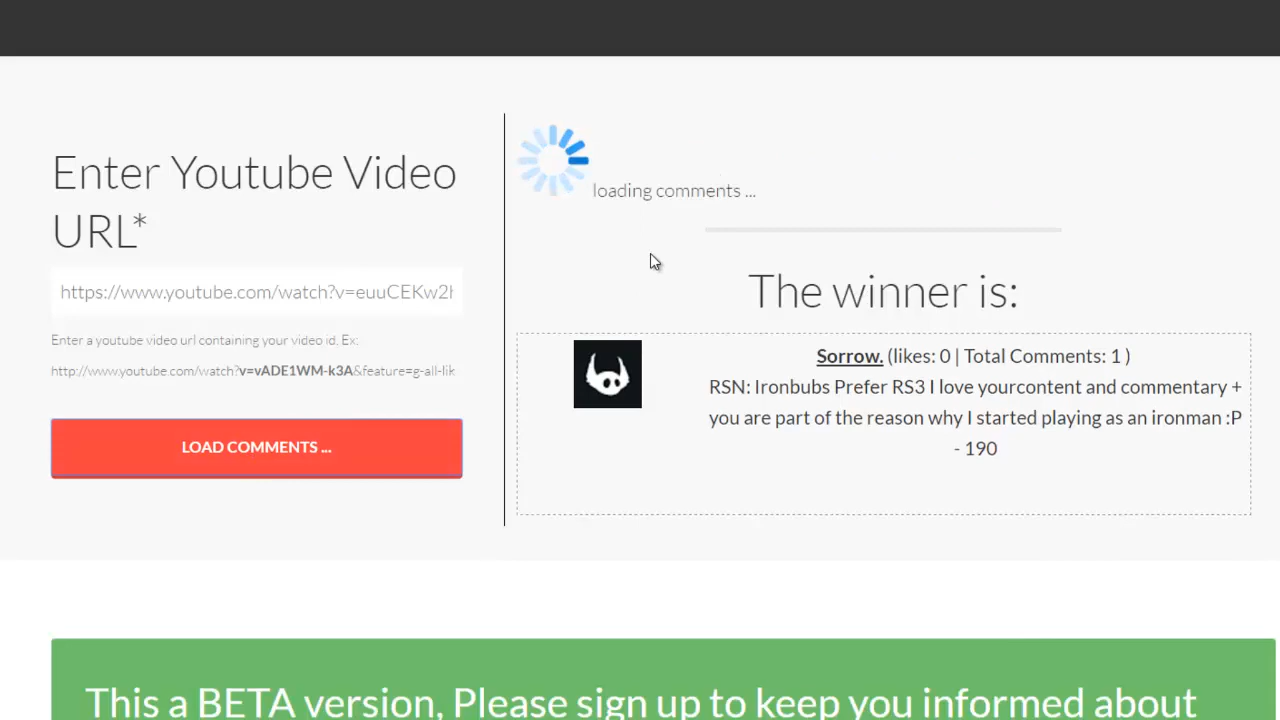 Enter Youtube Video
URL*
https://www.youtube.com/watch?v=euuCEKw2
Enter a youtube video url containing your video id, Ex:
http://www.youtube.com/watch?v=vADE1WM-k3A&feature=g-all-lik
LOAD COMMENTS ...
loading comments ...
The winner is:
Sorrow. (likes: 0 | Total Comments: 1 )
RSN: Ironbubs Prefer RS3 I love yourcontent and commentary +
you are part of the reason why I started playing as an ironman :P
- 190
This a BETA version, Please sign up to keep you informed about